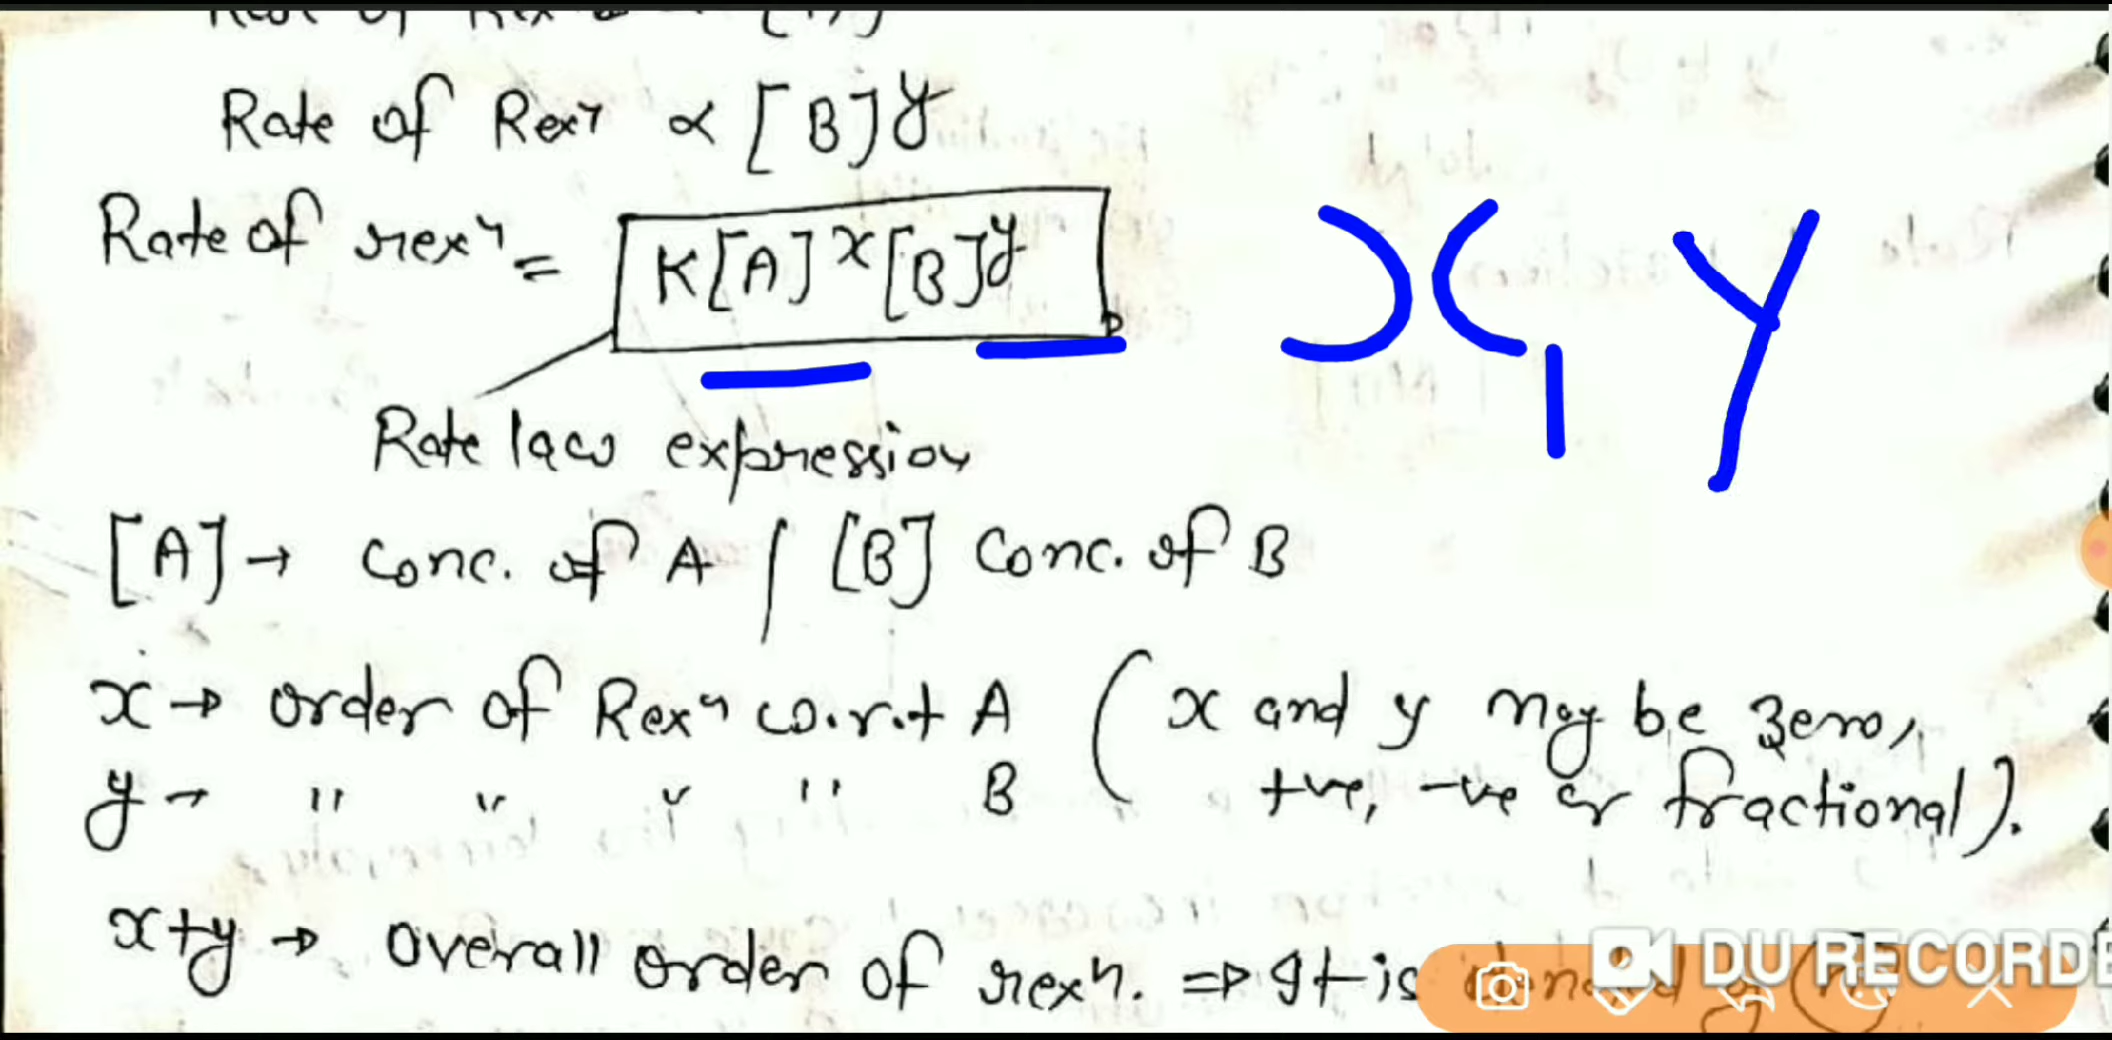 Rate of Rexⁿ ∝ [B]^y
Rate of rexⁿ = K[A]^x[B]^y
x, y
Rate law expression
[A] → Conc. of A / [B] Conc. of B
x → order of Rexⁿ w.r.t A (x and y may be zero,
y → " " " " B +ve, -ve or fractional).
x+y → Overall order of rexⁿ. ⇒ It is
DU RECORDE